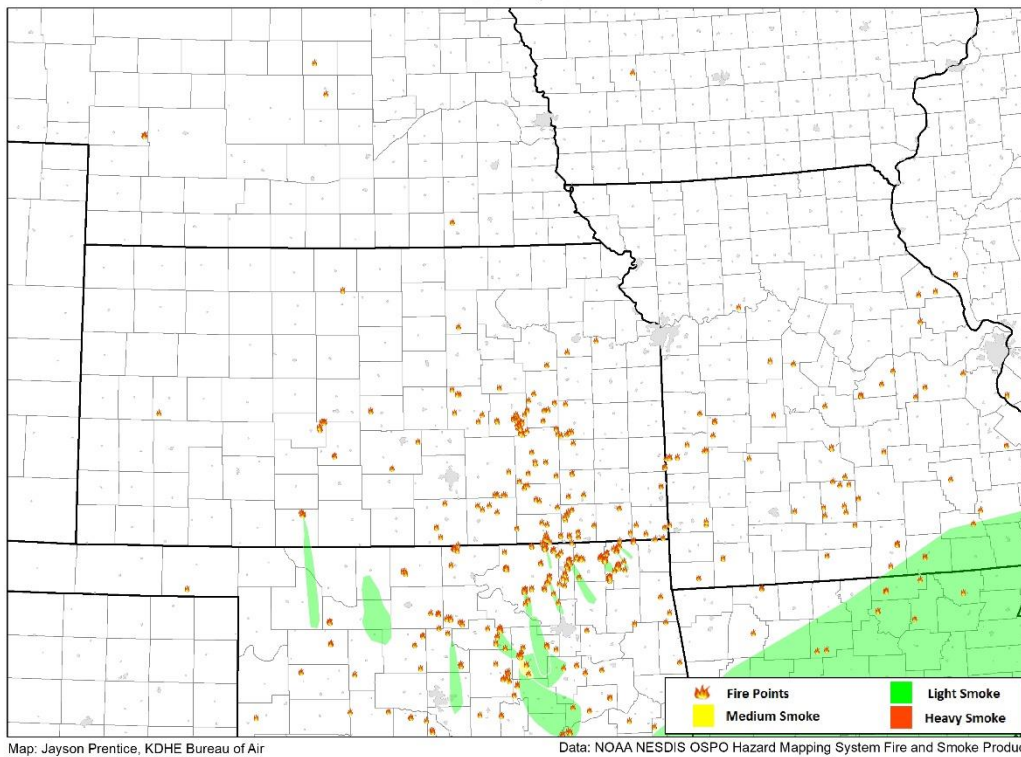 Fire Points
Light Smoke
Medium Smoke
Heavy Smoke
Map: Jayson Prentice, KDHE Bureau of Air
Data: NOAA NESDIS OSPO Hazard Mapping System Fire and Smoke Produc